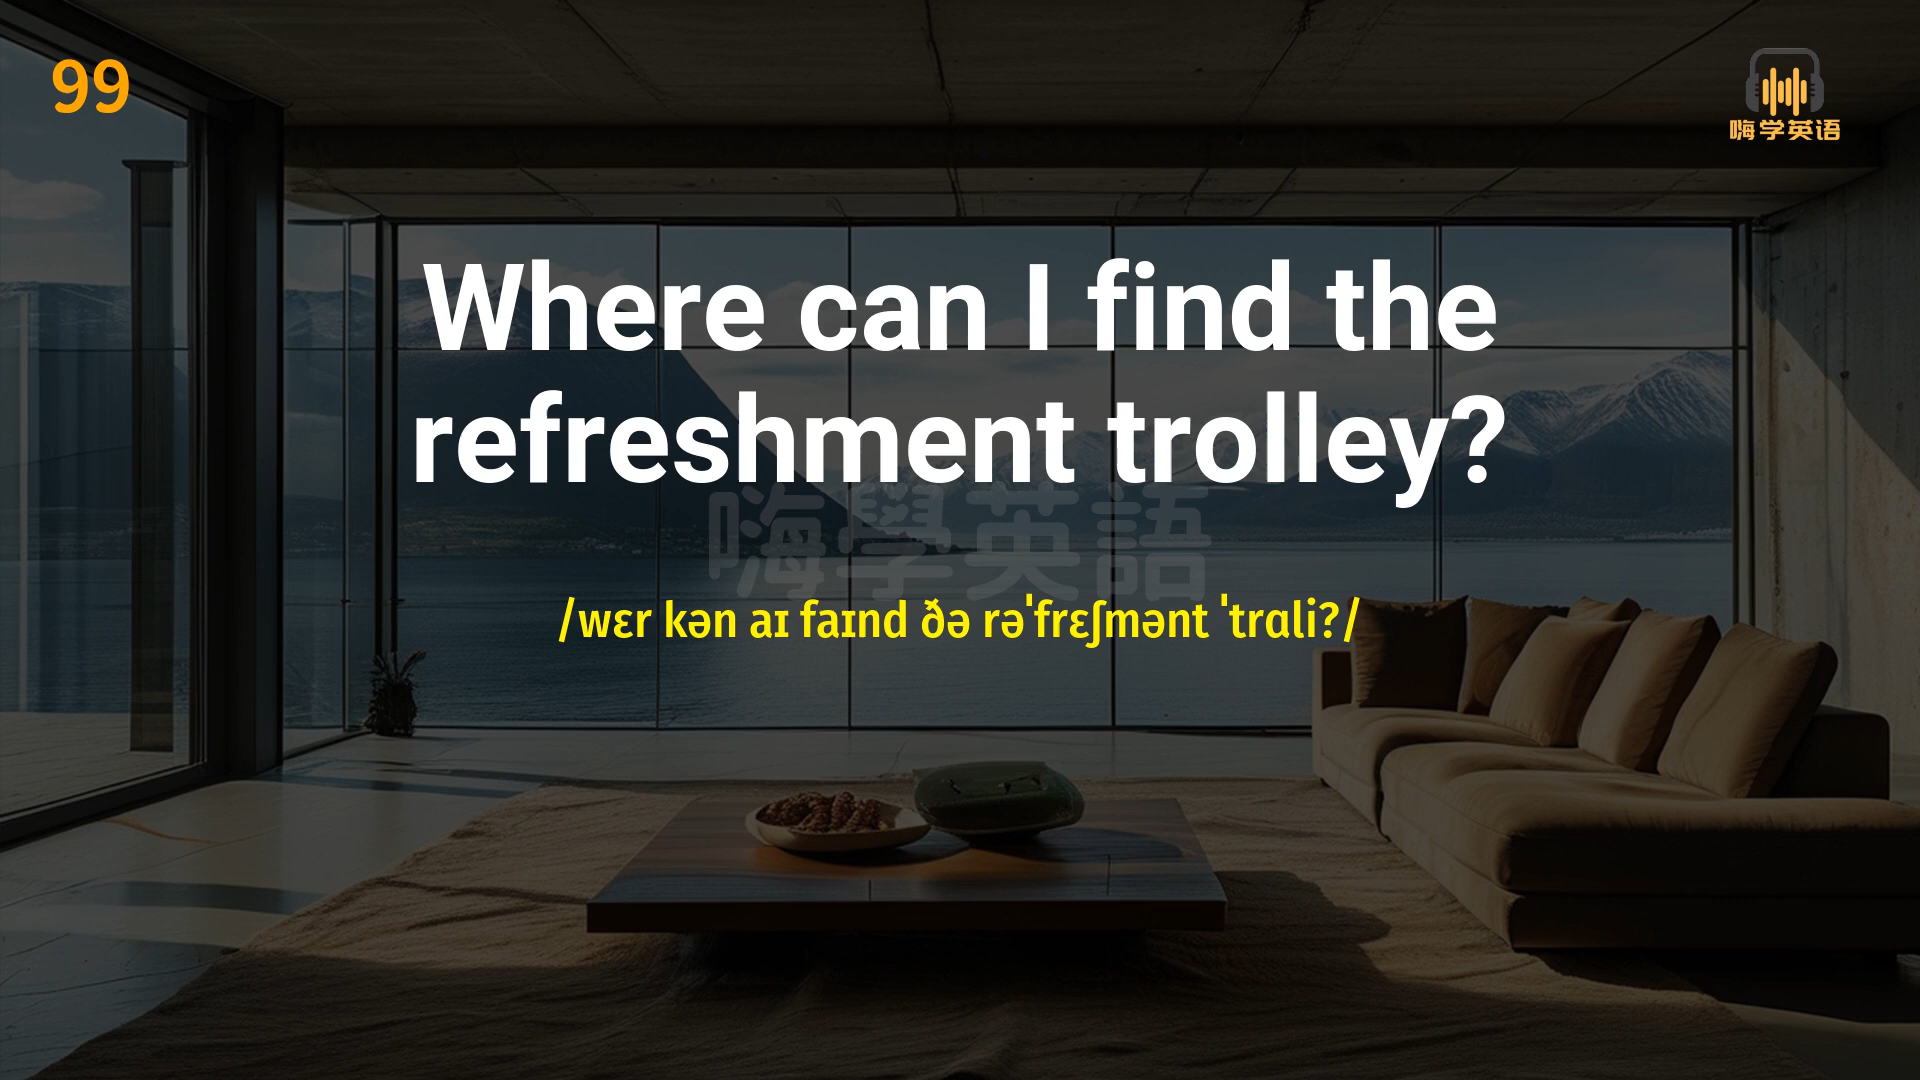 99
嗨学英语
Where can I find the
refreshment trolley?
嗨學英語
/wɛr kən aɪ faɪnd ðə rəˈfrɛʃmənt ˈtrɑli?/